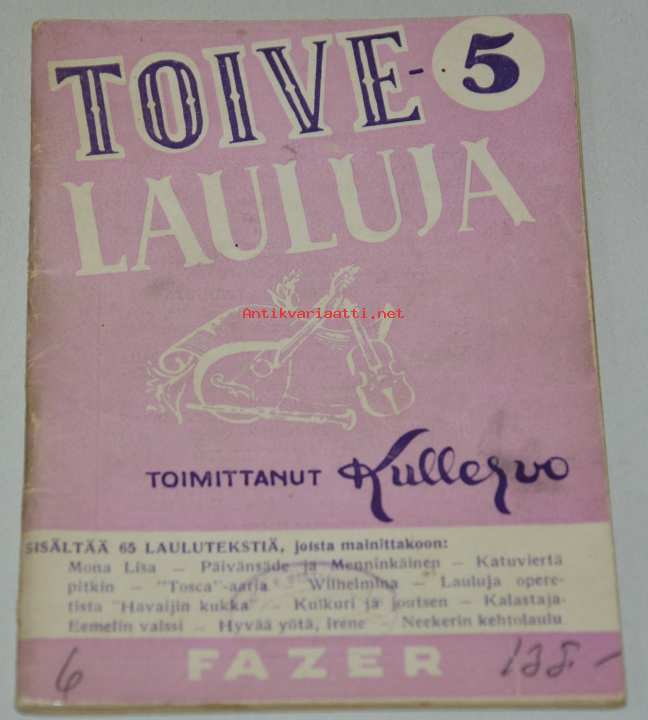 TOIVE- 5
LAULUJA
Antikvariaatti.net
TOIMITTANUT Kullervo
SISÄLTÄÄ 65 LAULUTEKSTIÄ, joista mainittakoon:
Mona Lisa — Päivänsäde ja Menninkäinen — Katuviertä
pitkin — "Tosca"-aaria — Wilhelmina — Lauluja opere-
tista "Havaijin kukka" — Kulkuri ja joutsen — Kalastaja-
Eemelin valssi — Hyvää yötä, Irene — Neekerin kehtolaulu
FAZER
6 135.-